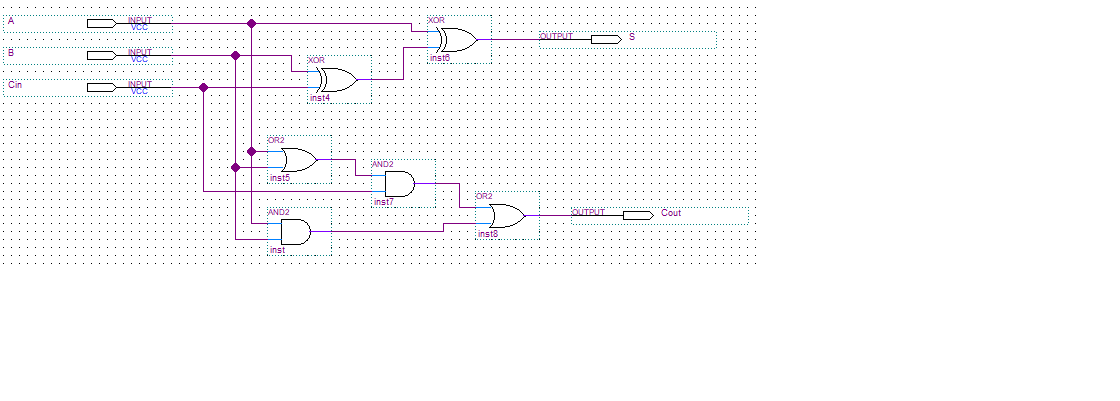 A INPUT
VCC
B INPUT
VCC
Cin INPUT
VCC
XOR
inst6
OUTPUT S
XOR
inst4
OR2
inst5
AND2
inst7
AND2
inst
OR2
inst8
OUTPUT Cout